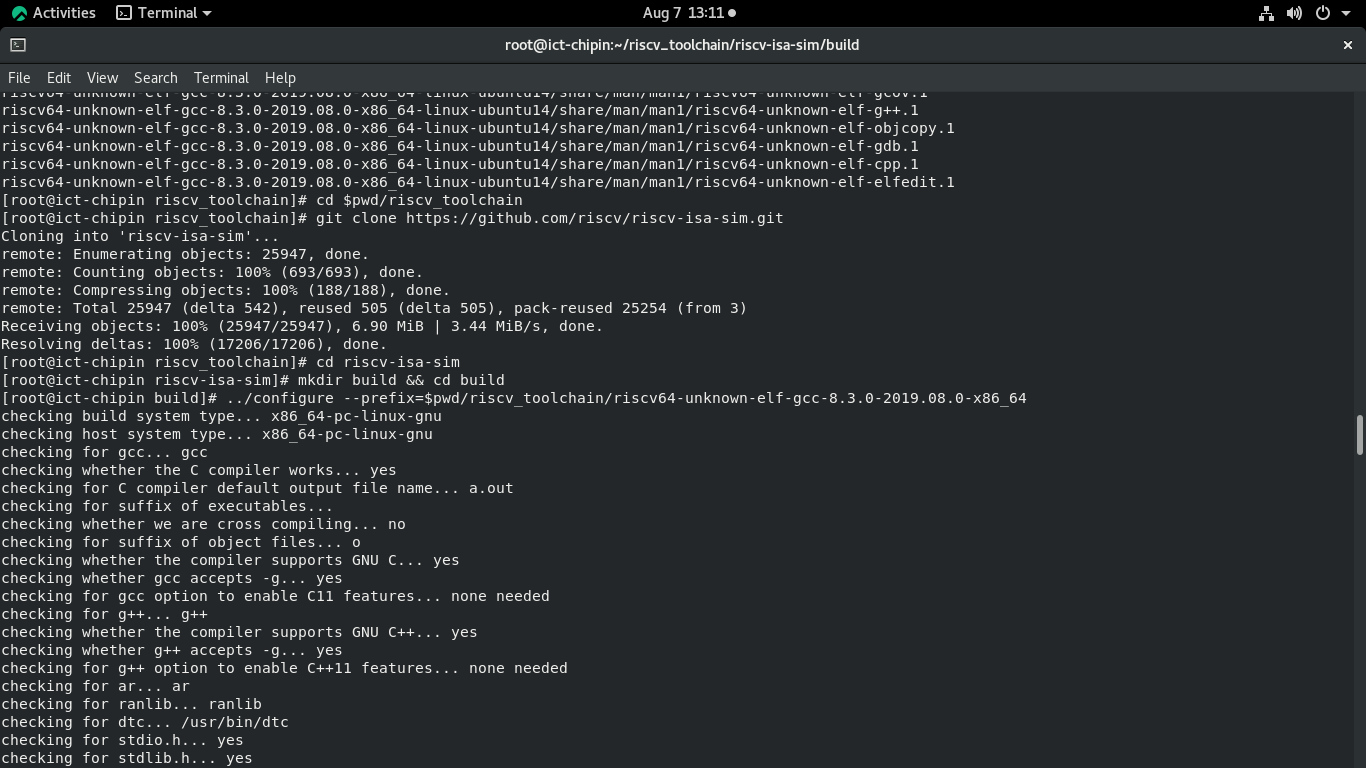 Activities Terminal Aug 7 13:11
root@ict-chipin:~/riscv_toolchain/riscv-isa-sim/build
File Edit View Search Terminal Help
riscv64-unknown-elf-gcc-8.3.0-2019.08.0-x86_64-linux-ubuntu14/share/man/man1/riscv64-unknown-elf-gcov.1
riscv64-unknown-elf-gcc-8.3.0-2019.08.0-x86_64-linux-ubuntu14/share/man/man1/riscv64-unknown-elf-g++.1
riscv64-unknown-elf-gcc-8.3.0-2019.08.0-x86_64-linux-ubuntu14/share/man/man1/riscv64-unknown-elf-objcopy.1
riscv64-unknown-elf-gcc-8.3.0-2019.08.0-x86_64-linux-ubuntu14/share/man/man1/riscv64-unknown-elf-gdb.1
riscv64-unknown-elf-gcc-8.3.0-2019.08.0-x86_64-linux-ubuntu14/share/man/man1/riscv64-unknown-elf-cpp.1
riscv64-unknown-elf-gcc-8.3.0-2019.08.0-x86_64-linux-ubuntu14/share/man/man1/riscv64-unknown-elf-elfedit.1
[root@ict-chipin riscv_toolchain]# cd $pwd/riscv_toolchain
[root@ict-chipin riscv_toolchain]# git clone https://github.com/riscv/riscv-isa-sim.git
Cloning into 'riscv-isa-sim'...
remote: Enumerating objects: 25947, done.
remote: Counting objects: 100% (693/693), done.
remote: Compressing objects: 100% (188/188), done.
remote: Total 25947 (delta 542), reused 505 (delta 505), pack-reused 25254 (from 3)
Receiving objects: 100% (25947/25947), 6.90 MiB | 3.44 MiB/s, done.
Resolving deltas: 100% (17206/17206), done.
[root@ict-chipin riscv_toolchain]# cd riscv-isa-sim
[root@ict-chipin riscv-isa-sim]# mkdir build && cd build
[root@ict-chipin build]# ../configure --prefix=$pwd/riscv_toolchain/riscv64-unknown-elf-gcc-8.3.0-2019.08.0-x86_64
checking build system type... x86_64-pc-linux-gnu
checking host system type... x86_64-pc-linux-gnu
checking for gcc... gcc
checking whether the C compiler works... yes
checking for C compiler default output file name... a.out
checking for suffix of executables...
checking whether we are cross compiling... no
checking for suffix of object files... o
checking whether the compiler supports GNU C... yes
checking whether gcc accepts -g... yes
checking for gcc option to enable C11 features... none needed
checking for g++... g++
checking whether the compiler supports GNU C++... yes
checking whether g++ accepts -g... yes
checking for g++ option to enable C++11 features... none needed
checking for ar... ar
checking for ranlib... ranlib
checking for dtc... /usr/bin/dtc
checking for stdio.h... yes
checking for stdlib.h... yes